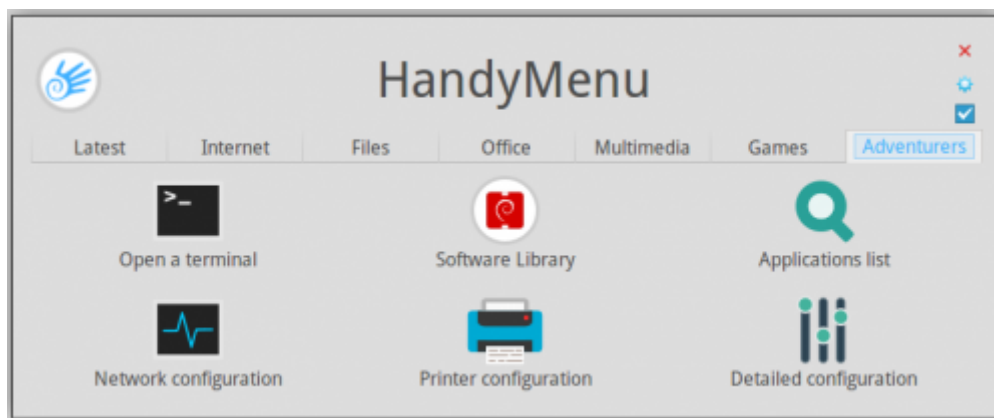 HandyMenu
Latest Internet Files Office Multimedia Games Adventurers
>_
Open a terminal Software Library Applications list
Network configuration Printer configuration Detailed configuration